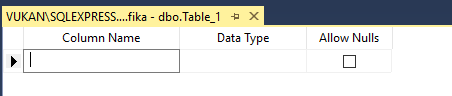 VUKAN\SQLEXPRESS....fika - dbo.Table_1
Column Name Data Type Allow Nulls